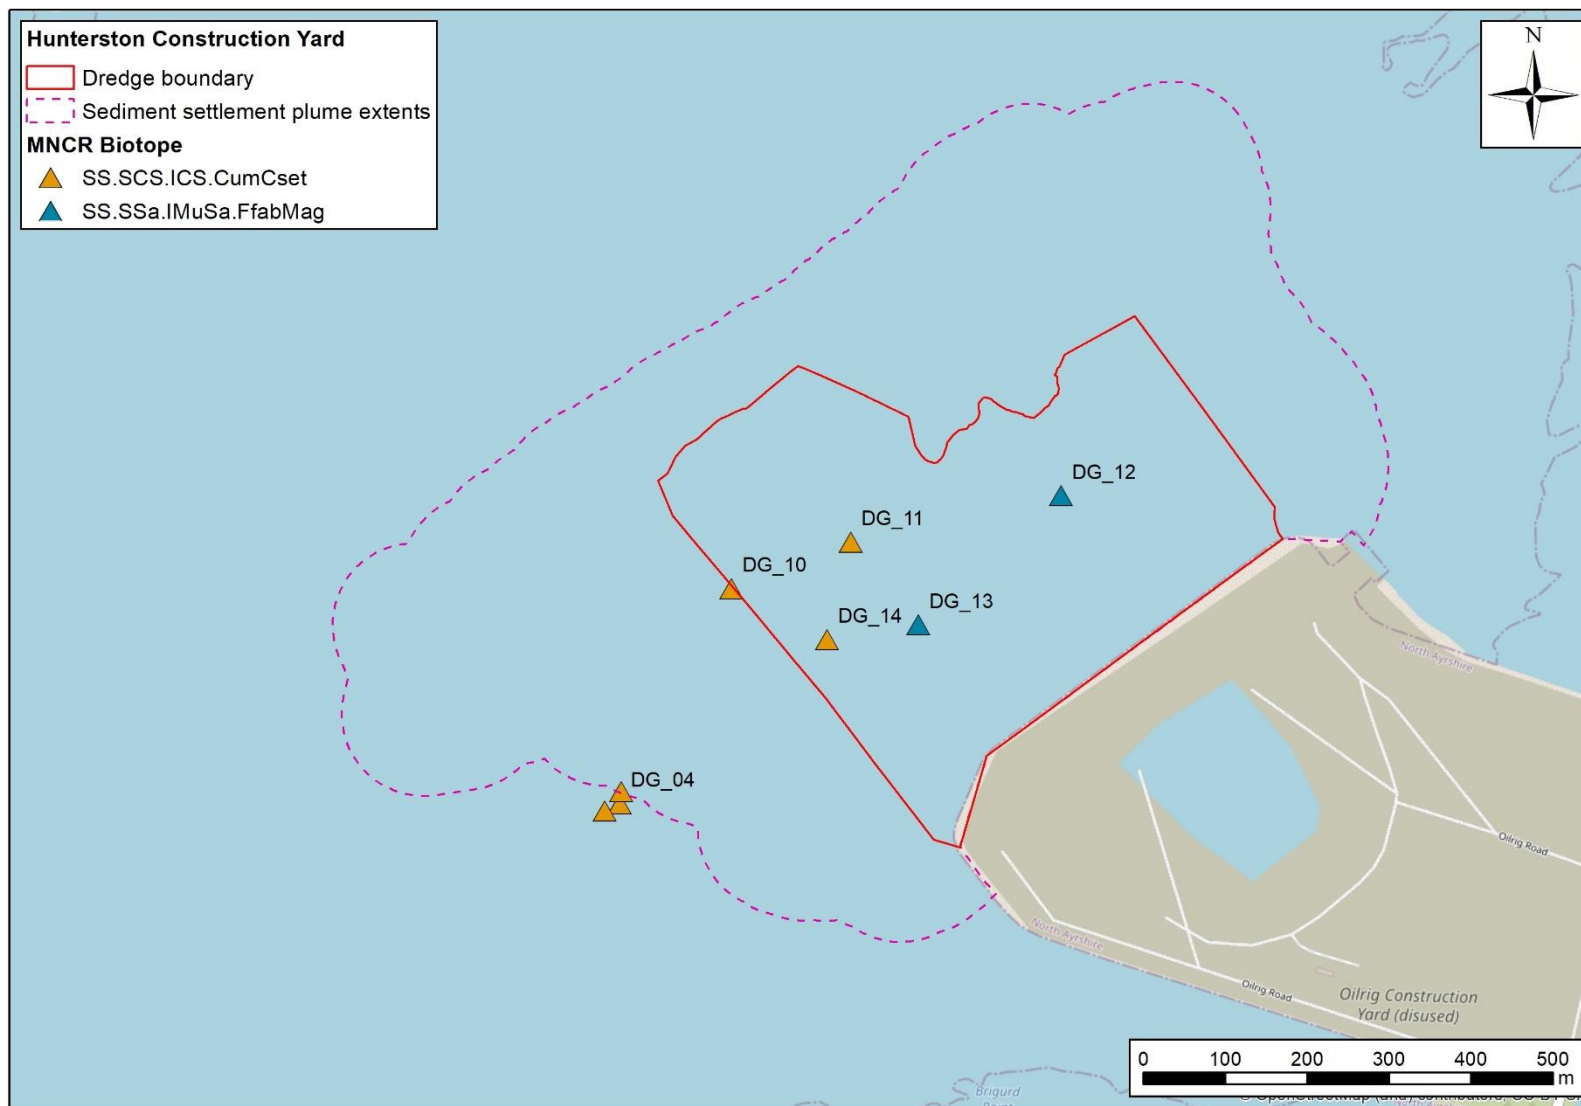 Hunterston Construction Yard
Dredge boundary
Sediment settlement plume extents
MNCR Biotope
SS.SCS.ICS.CumCset
SS.SSa.IMuSa.FfabMag
N
DG_12
DG_11
DG_10
DG_13
DG_14
North Ayrshire
DG_04
Oilrig Road
North Ayrshire
Oilrig Road
Oilrig Construction
Yard (disused)
0 100 200 300 400 500
m
Brigurd